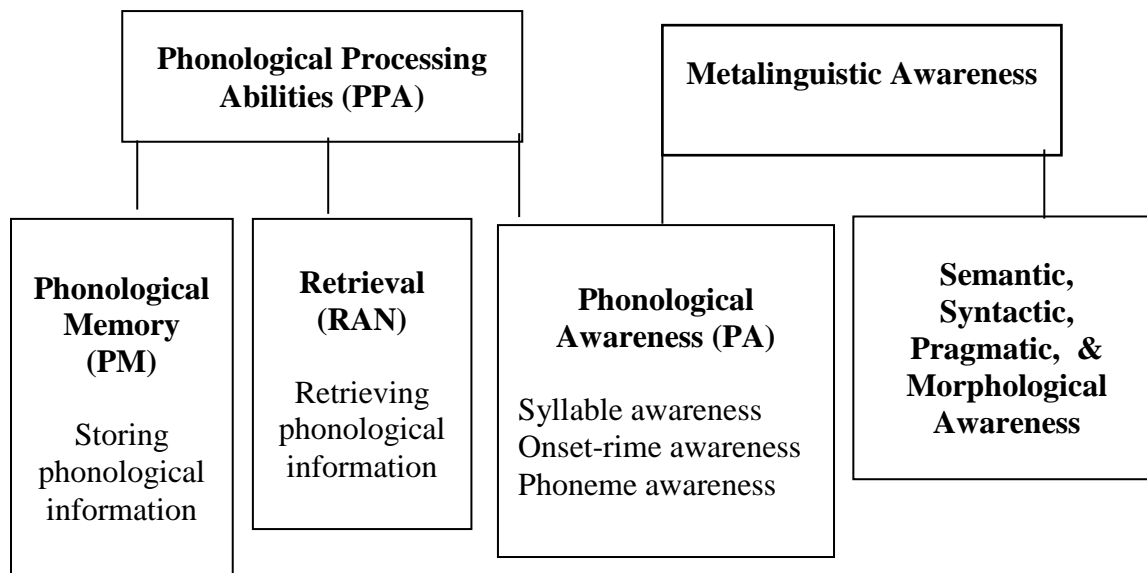 Phonological Processing
Abilities (PPA)
Metalinguistic Awareness
Phonological
Memory
(PM)
Storing
phonological
information
Retrieval
(RAN)
Retrieving
phonological
information
Phonological
Awareness (PA)
Syllable awareness
Onset-rime awareness
Phoneme awareness
Semantic,
Syntactic,
Pragmatic, &
Morphological
Awareness